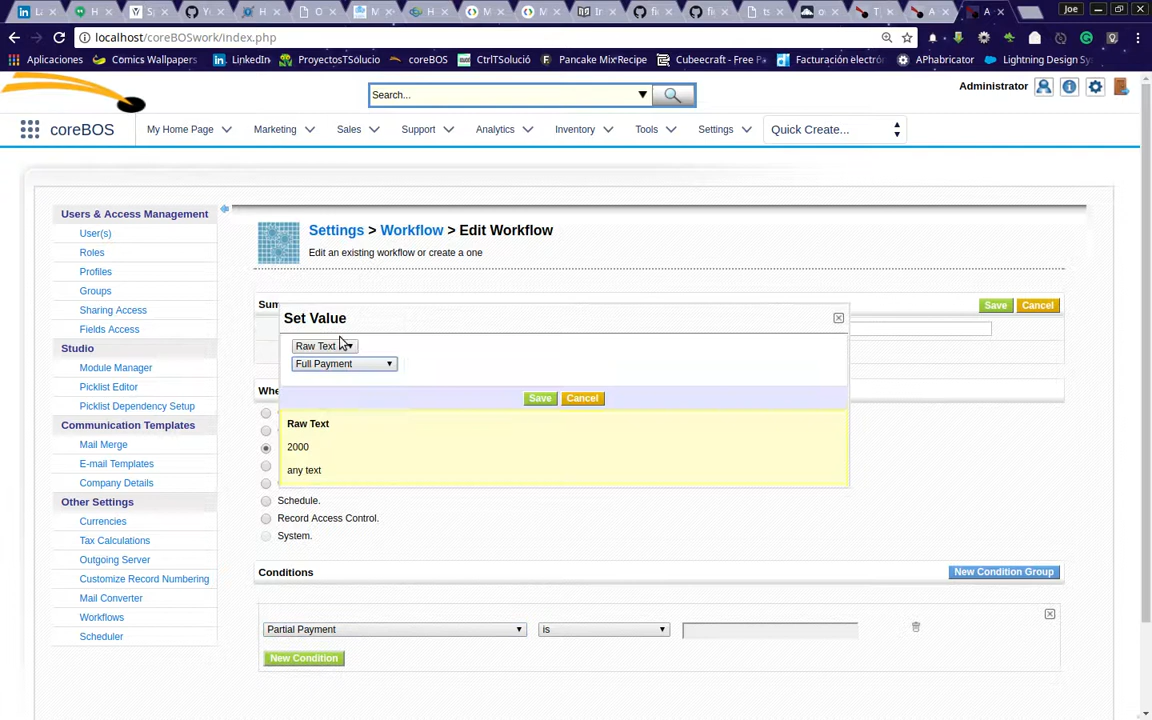 Joe
localhost/coreBOSwork/index.php
Aplicaciones
Cómics Wallpapers
LinkedIn
ProyectosTSolucio
coreBOS
CtrlTSolució
Pancake MixRecipe
Cubeecraft - Free Pa
Facturación electró
APhabricator
Lightning Design Sy
Search...
Administrator
coreBOS
My Home Page
Marketing
Sales
Support
Analytics
Inventory
Tools
Settings
Quick Create...
Users & Access Management
User(s)
Roles
Profiles
Groups
Sharing Access
Fields Access
Studio
Module Manager
Picklist Editor
Picklist Dependency Setup
Communication Templates
Mail Merge
E-mail Templates
Company Details
Other Settings
Currencies
Tax Calculations
Outgoing Server
Customize Record Numbering
Mail Converter
Workflows
Scheduler
Settings > Workflow > Edit Workflow
Edit an existing workflow or create a one
Sum
Save Cancel
Set Value
Raw Text
Full Payment
Save Cancel
Raw Text
2000
any text
Whe
Schedule.
Record Access Control.
System.
Conditions
New Condition Group
Partial Payment is
New Condition